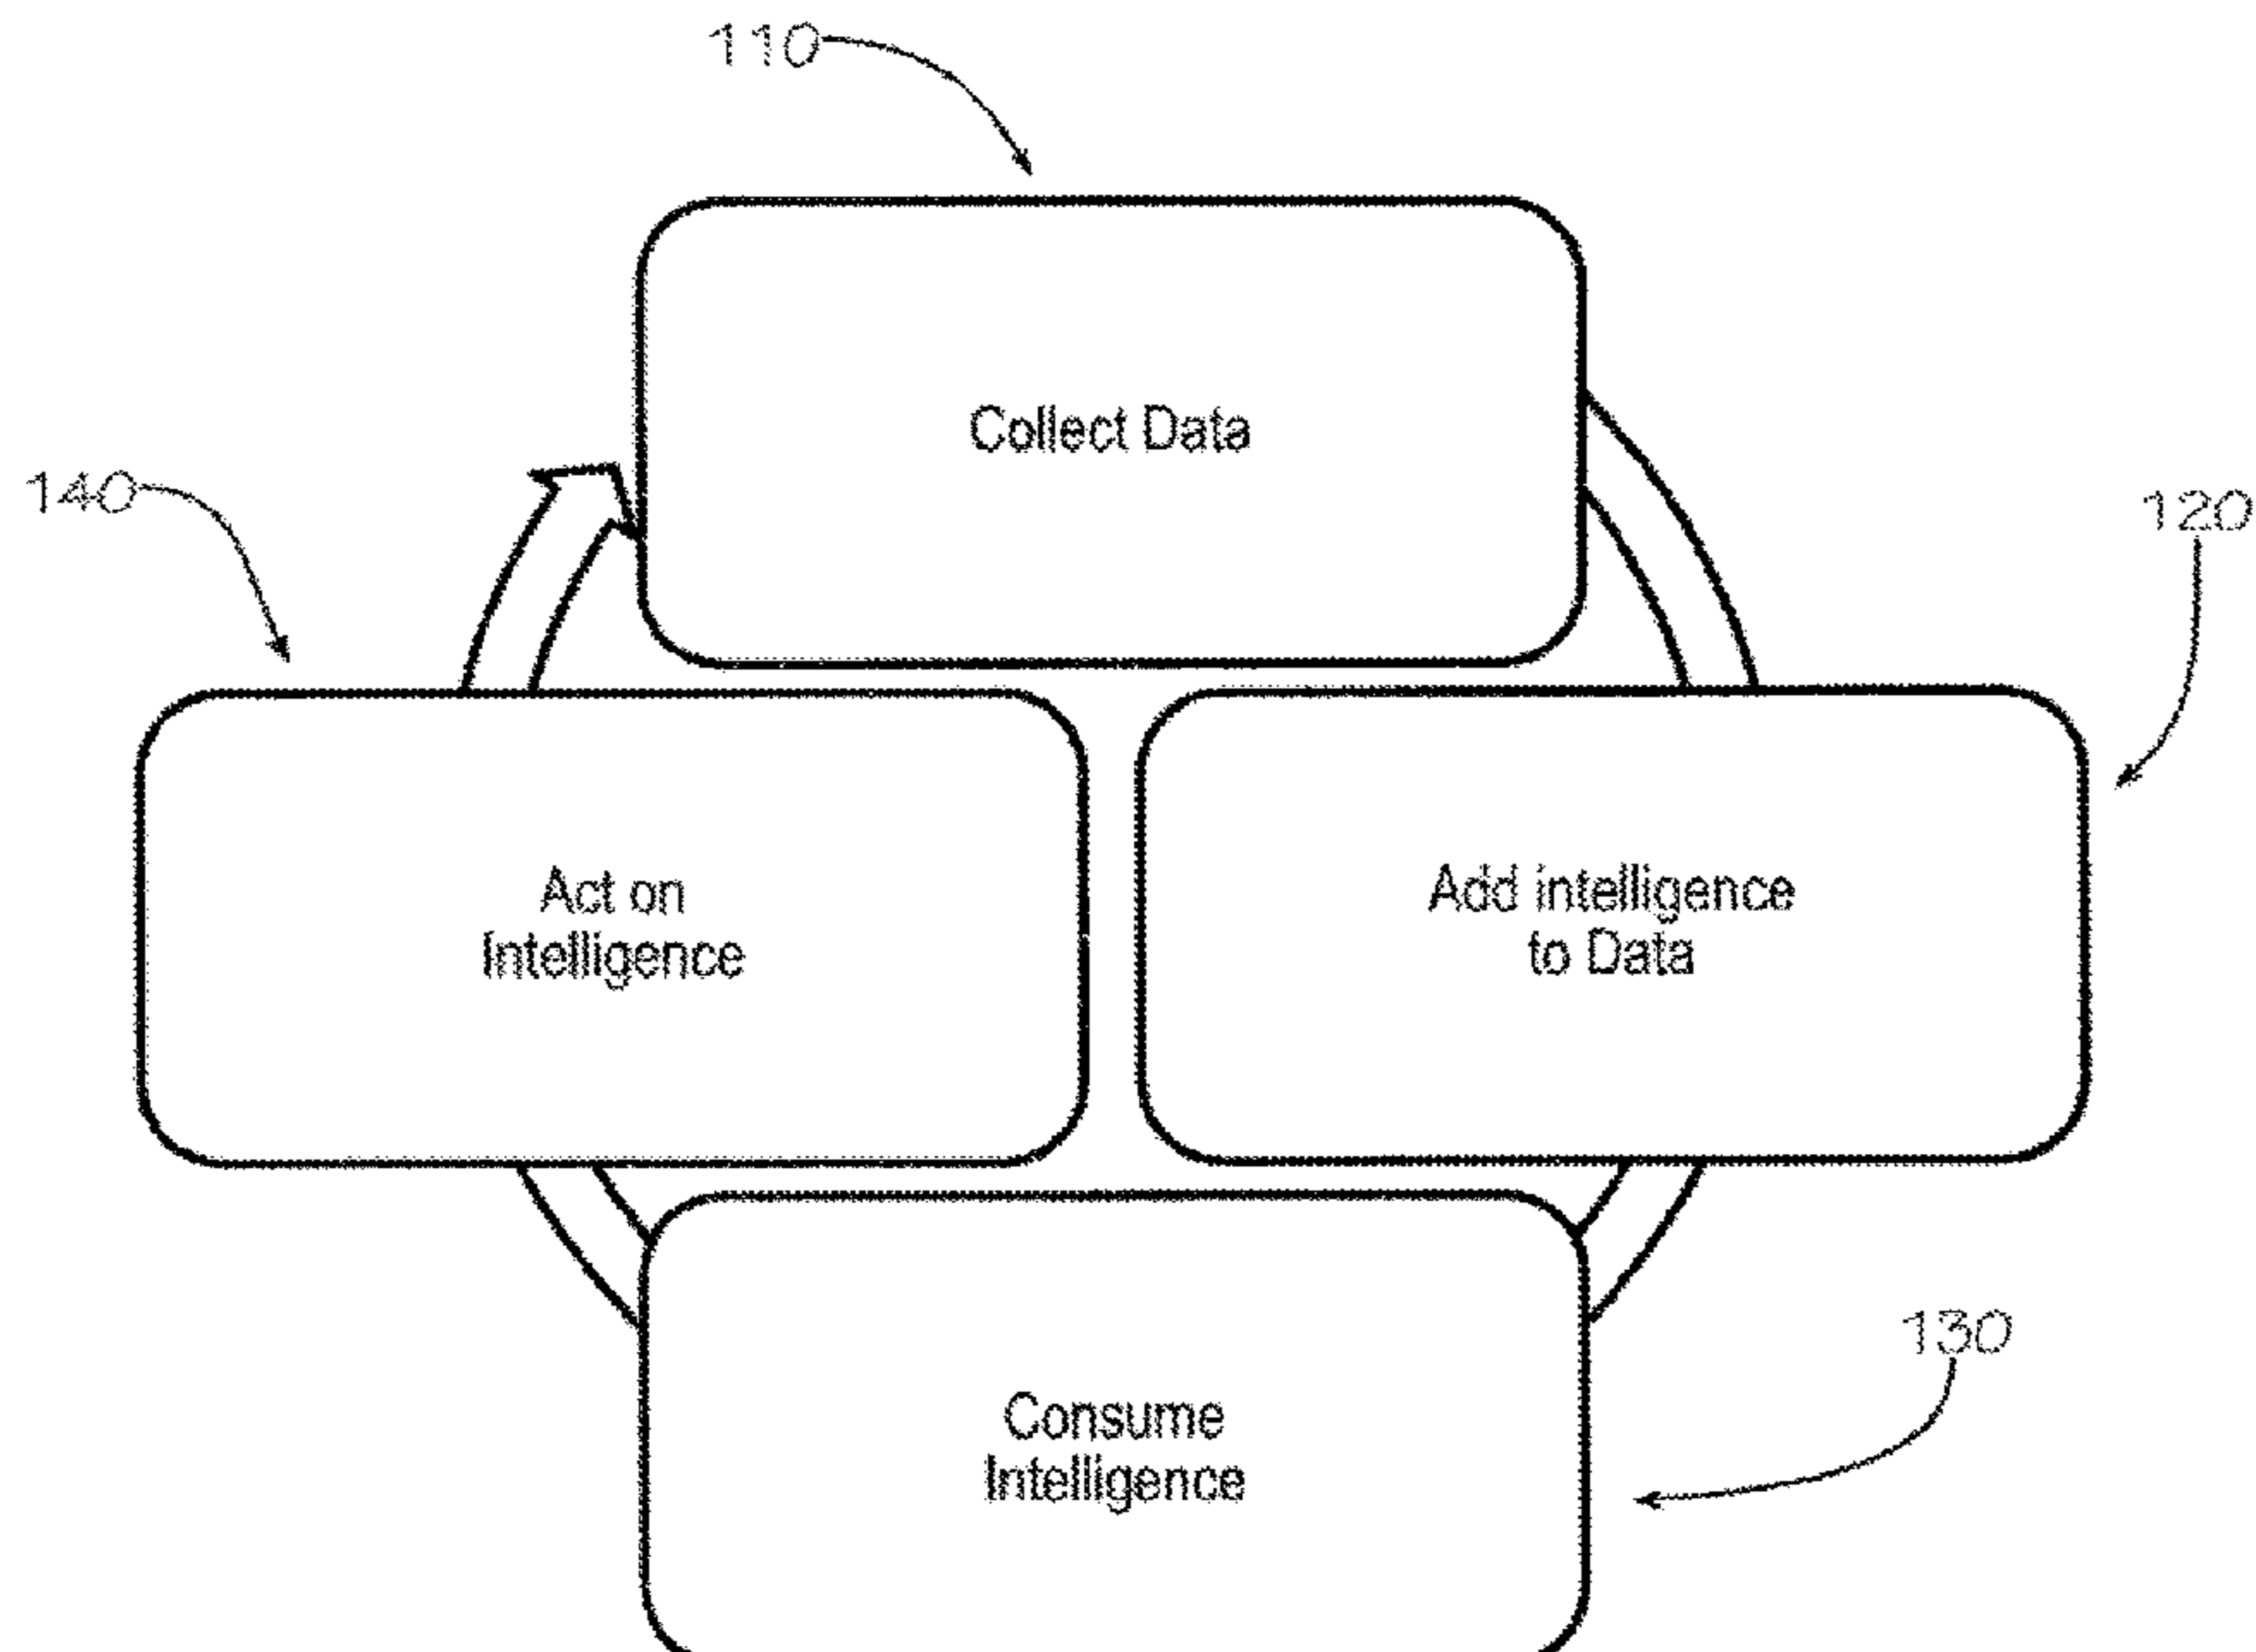 110
Collect Data
140
120
Act on
Intelligence
Add intelligence
to Data
130
Consume
Intelligence